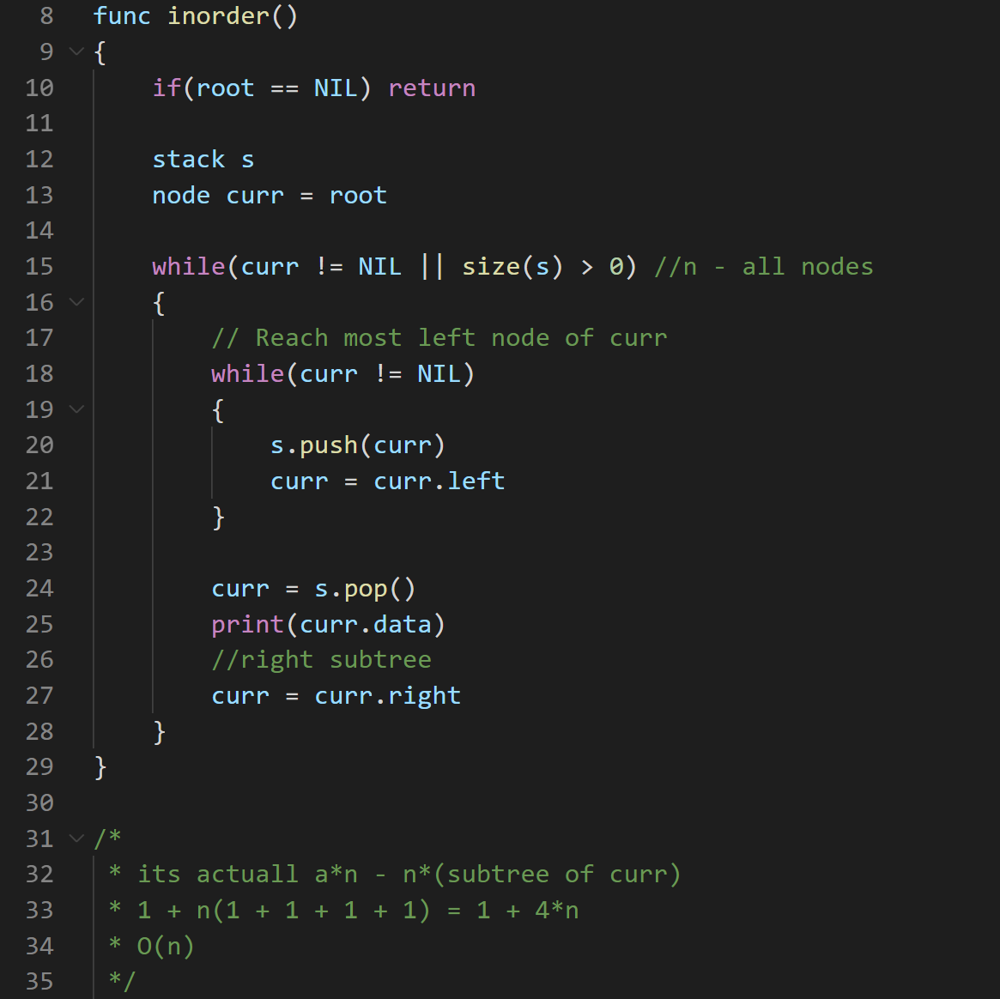 8 func inorder()
9 {
10 if(root == NIL) return
11
12 stack s
13 node curr = root
14
15 while(curr != NIL || size(s) > 0) //n - all nodes
16 {
17 // Reach most left node of curr
18 while(curr != NIL)
19 {
20 s.push(curr)
21 curr = curr.left
22 }
23
24 curr = s.pop()
25 print(curr.data)
26 //right subtree
27 curr = curr.right
28 }
29 }
30
31 /*
32 * its actuall a*n - n*(subtree of curr)
33 * 1 + n(1 + 1 + 1 + 1) = 1 + 4*n
34 * O(n)
35 */